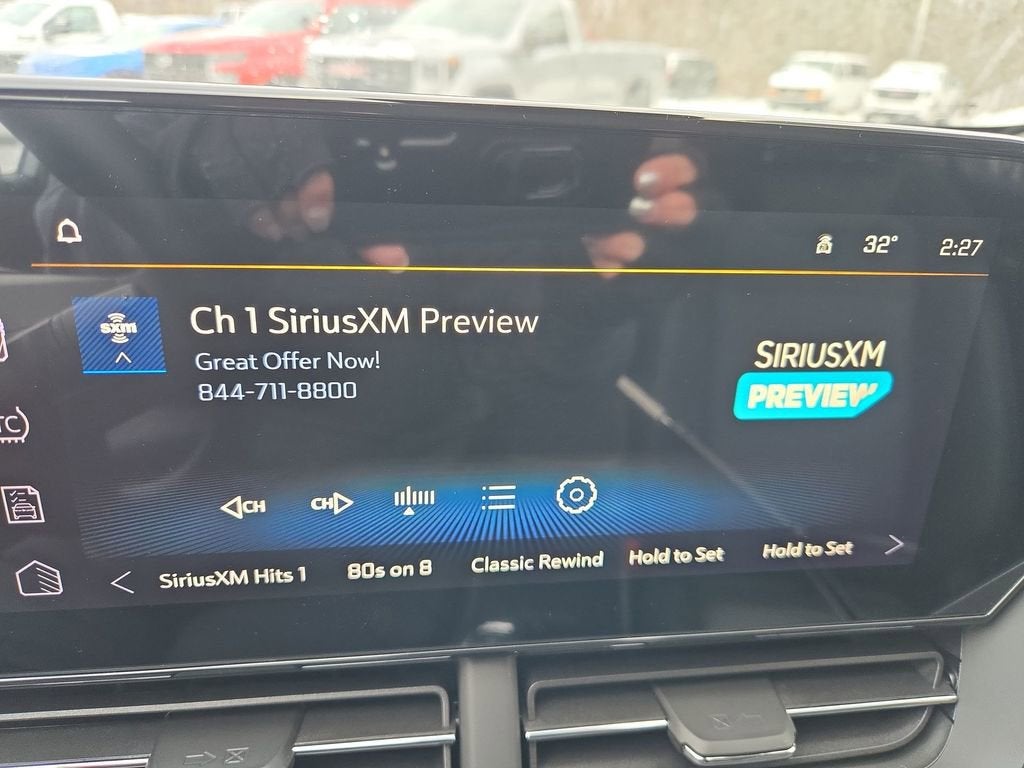 32° 2:27
sxm
Ch 1 SiriusXM Preview
Great Offer Now!
844-711-8800
SIRIUSXM
PREVIEW
TC
CH CH
SiriusXM Hits 1 80s on 8 Classic Rewind Hold to Set Hold to Set